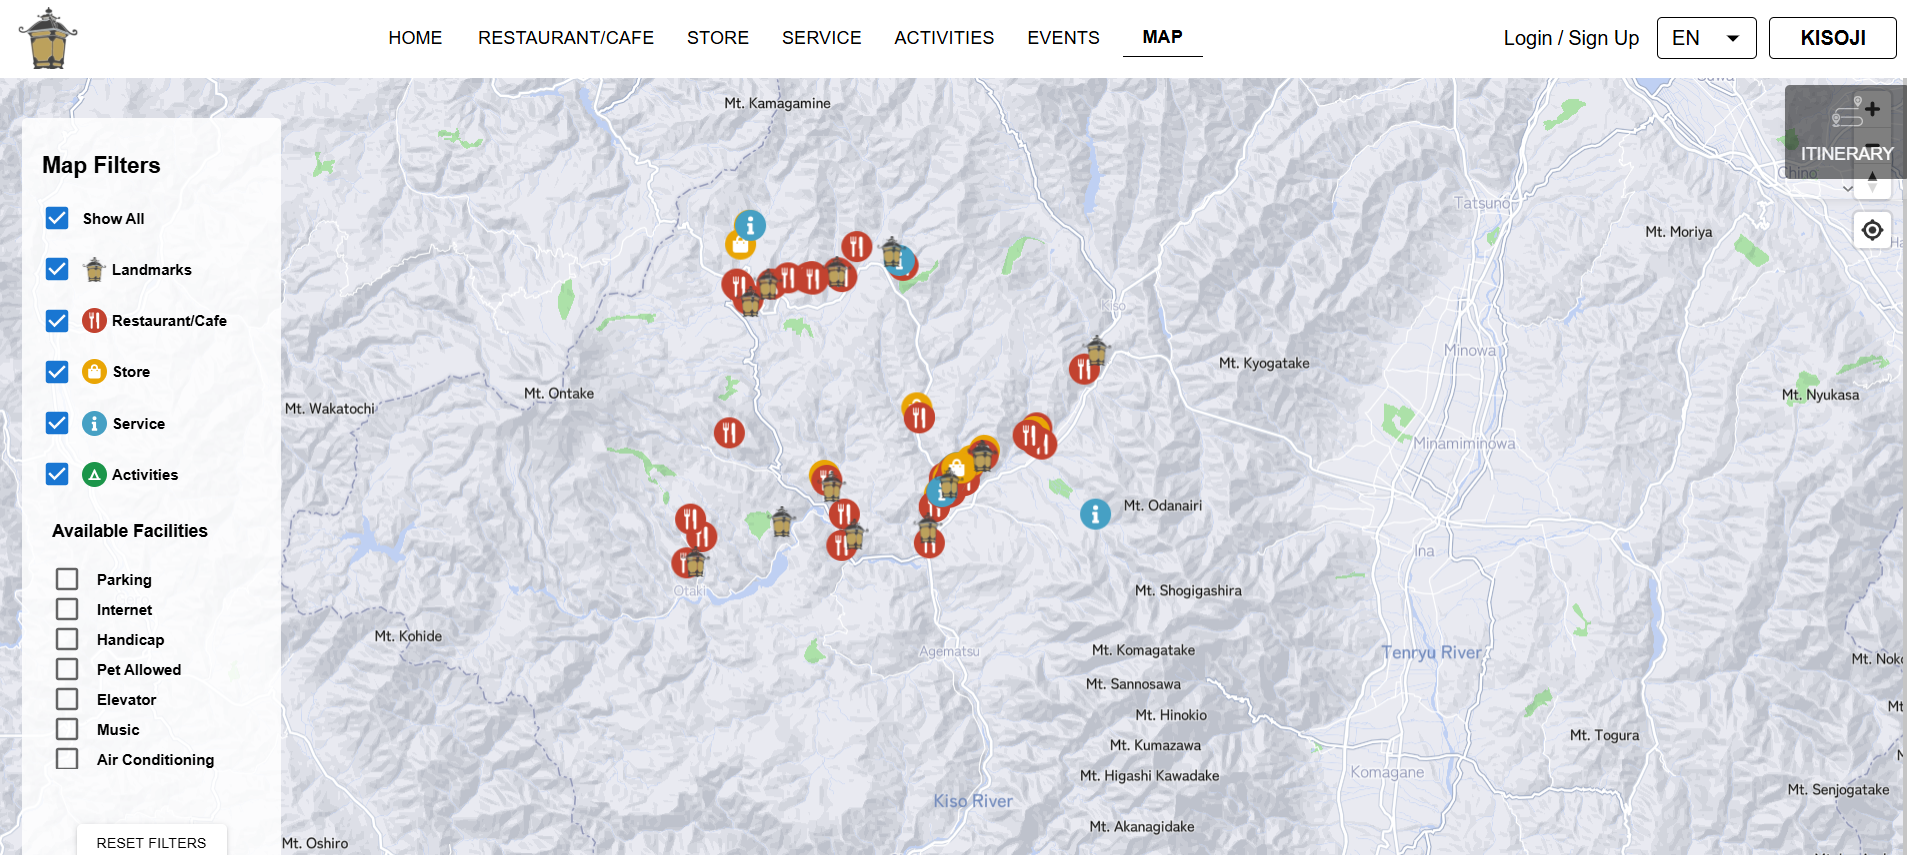 HOME RESTAURANT/CAFE STORE SERVICE ACTIVITIES EVENTS MAP Login / Sign Up EN KISOJI
Map Filters
Show All
Landmarks
Restaurant/Cafe
Store
Service
Activities
Available Facilities
Parking
Internet
Handicap
Pet Allowed
Elevator
Music
Air Conditioning
RESET FILTERS
ITINERARY
Mt. Kamagamine
Chino
Tatsuno
Mt. Moriya
Kiso
Minowa
Mt. Kyogatake
Mt. Ontake
Mt. Nyukasa
Mt. Wakatochi
Minamiminowa
Mt. Odanairi
Ina
Otaki
Mt. Shogigashira
Mt. Kohide
Agematsu
Mt. Komagatake
Tenryu River
Mt. Sannosawa
Mt. Hinokio
Mt. Togura
Mt. Kumazawa
Komagane
Mt. Higashi Kawadake
Mt. Senjogatake
Kiso River
Mt. Akanagidake
Mt. Oshiro